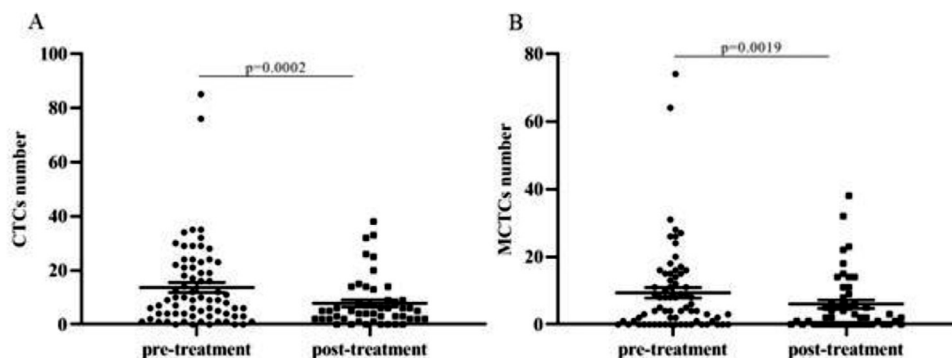 A
100
80
60
40
20
0
CTCs number
p=0.0002
pre-treatment
post-treatment
B
80
60
40
20
0
MCTCs number
p=0.0019
pre-treatment
post-treatment